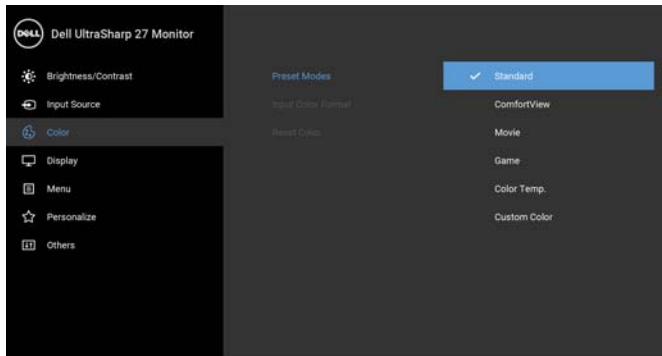 DELL Dell UltraSharp 27 Monitor
Brightness/Contrast
Input Source
Color
Display
Menu
Personalize
Others
Preset Modes
Input Color Format
Reset Color
Standard
ComfortView
Movie
Game
Color Temp.
Custom Color